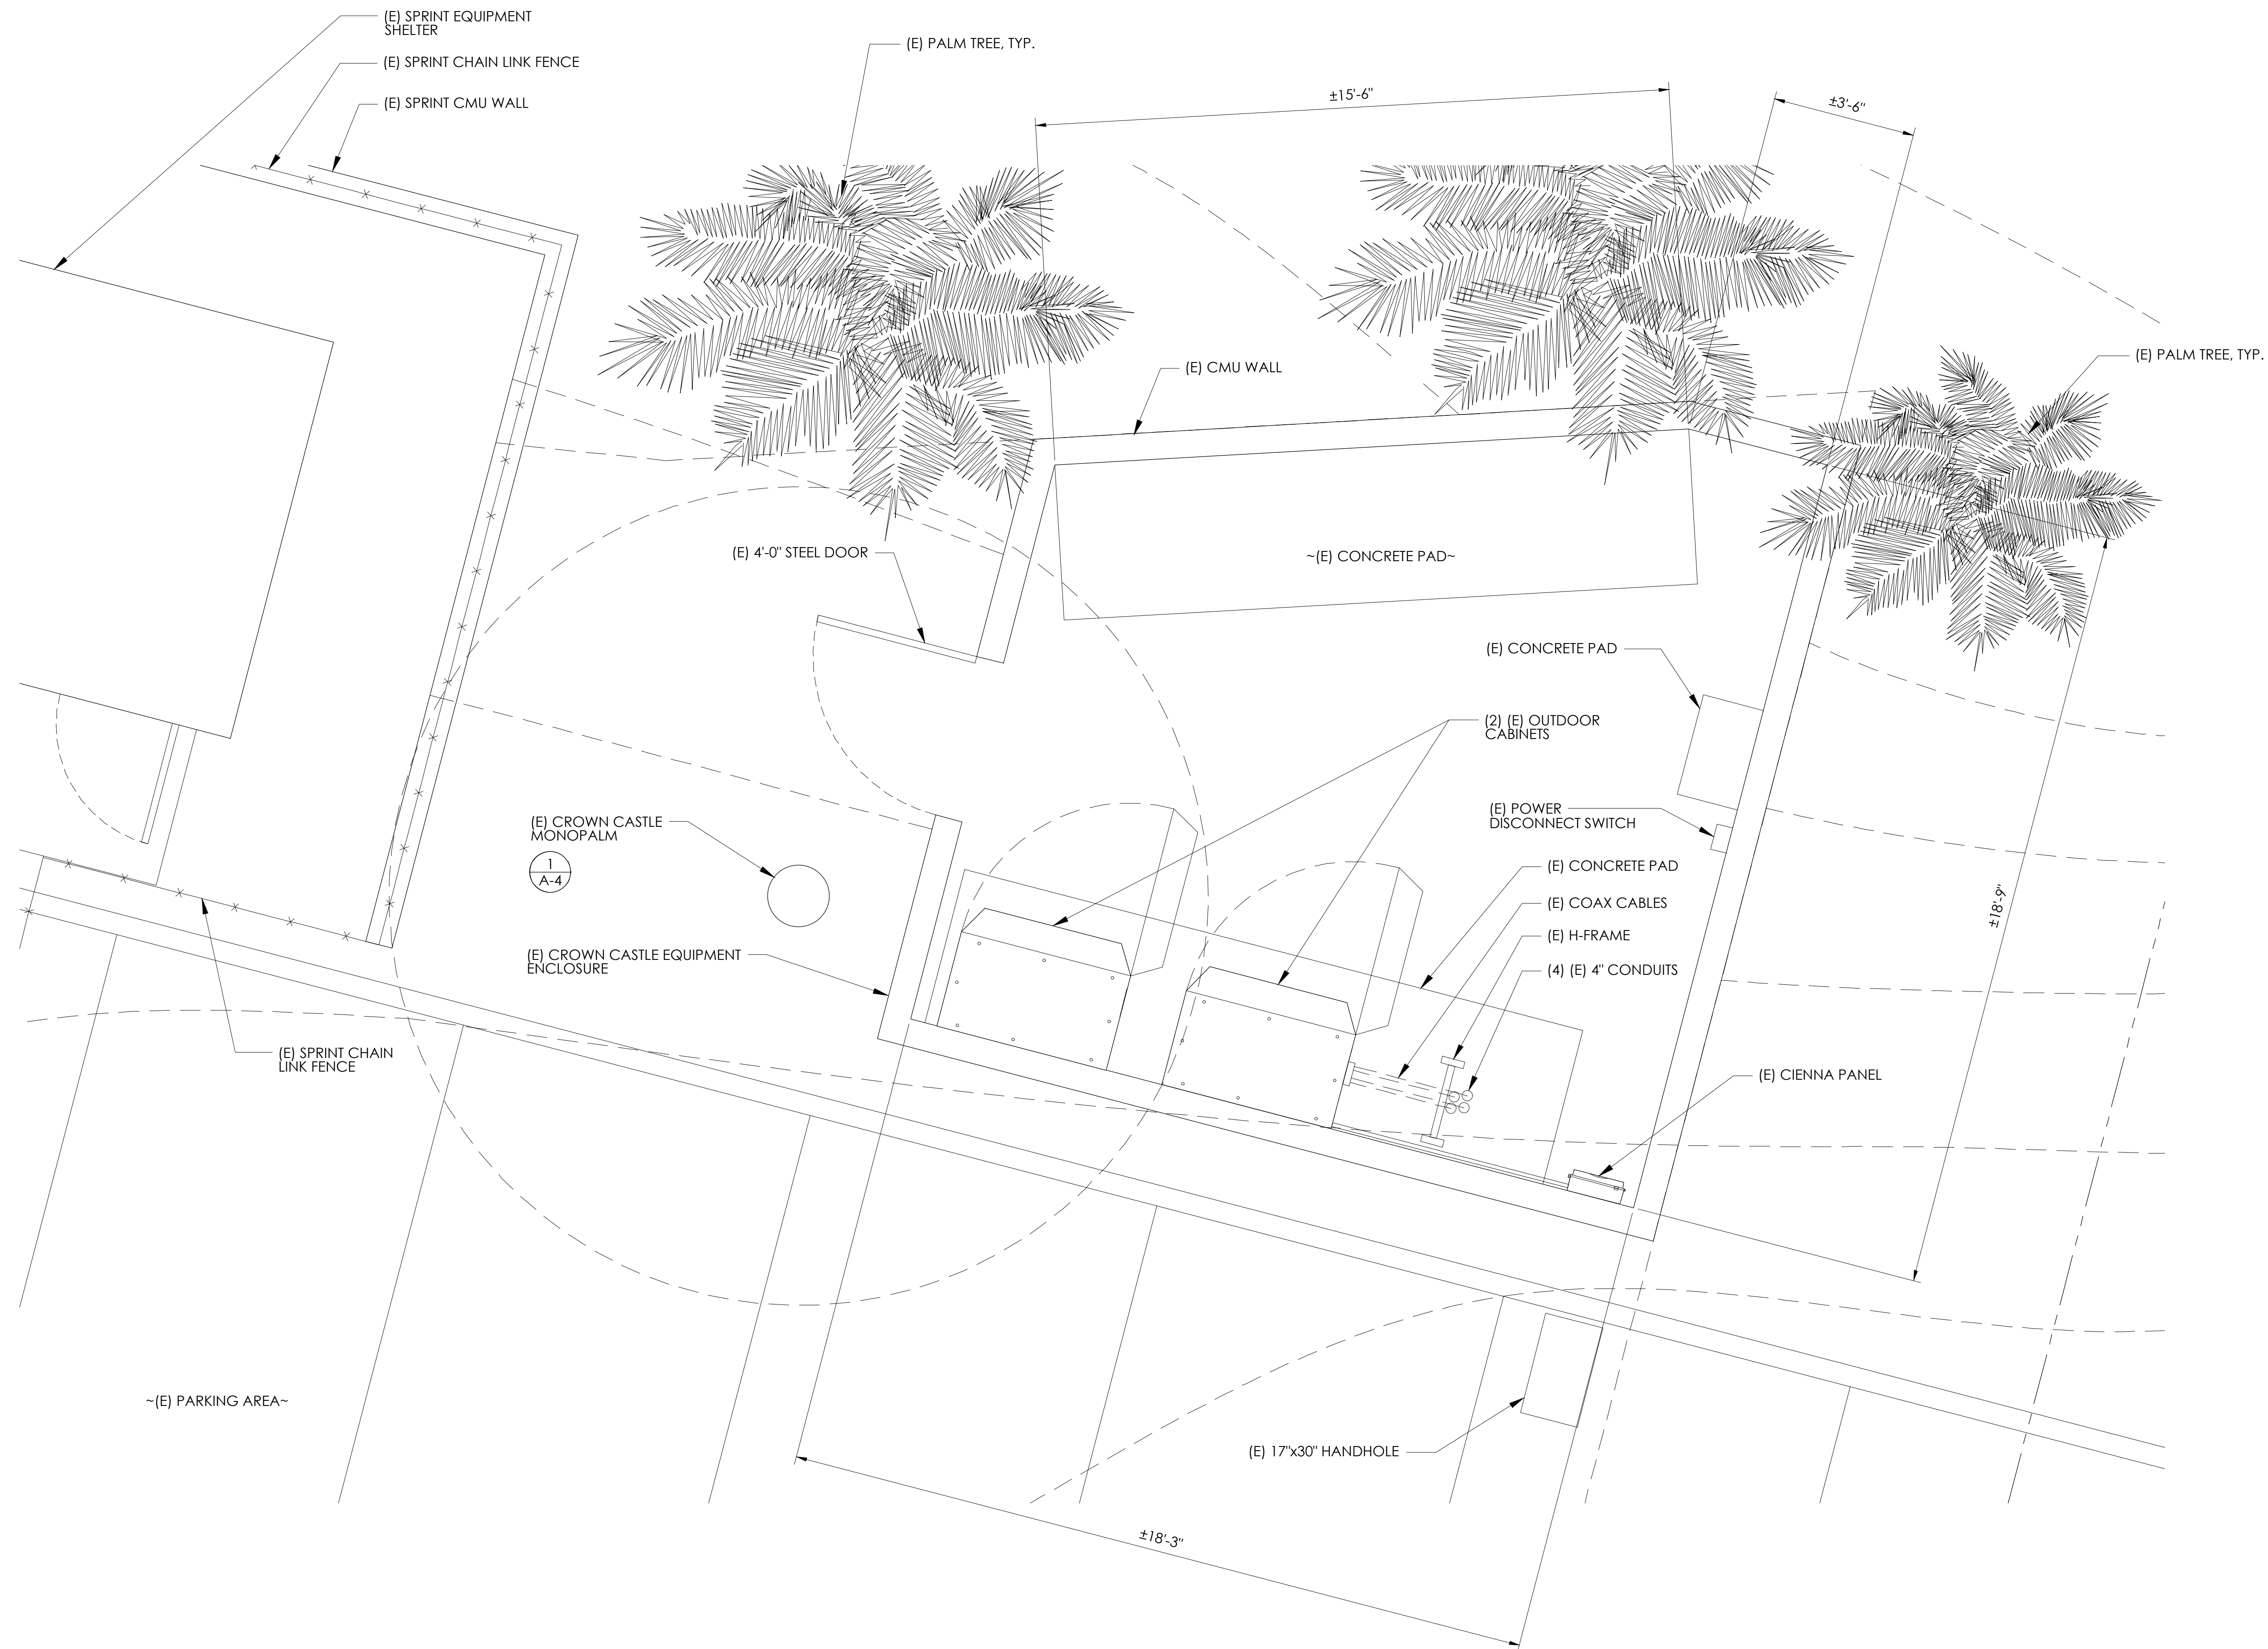 (E) SPRINT EQUIPMENT
SHELTER
(E) SPRINT CHAIN LINK FENCE
(E) SPRINT CMU WALL
(E) PALM TREE, TYP.
±15'-6"
±3'-6"
(E) PALM TREE, TYP.
(E) CMU WALL
(E) 4'-0" STEEL DOOR
~(E) CONCRETE PAD~
(E) CONCRETE PAD
(2) (E) OUTDOOR
CABINETS
(E) POWER
DISCONNECT SWITCH
(E) CROWN CASTLE
MONOPALM
1
A-4
(E) CONCRETE PAD
(E) COAX CABLES
(E) H-FRAME
(4) (E) 4" CONDUITS
±18'-9"
(E) CROWN CASTLE EQUIPMENT
ENCLOSURE
(E) SPRINT CHAIN
LINK FENCE
(E) CIENNA PANEL
~(E) PARKING AREA~
(E) 17"x30" HANDHOLE
±18'-3"